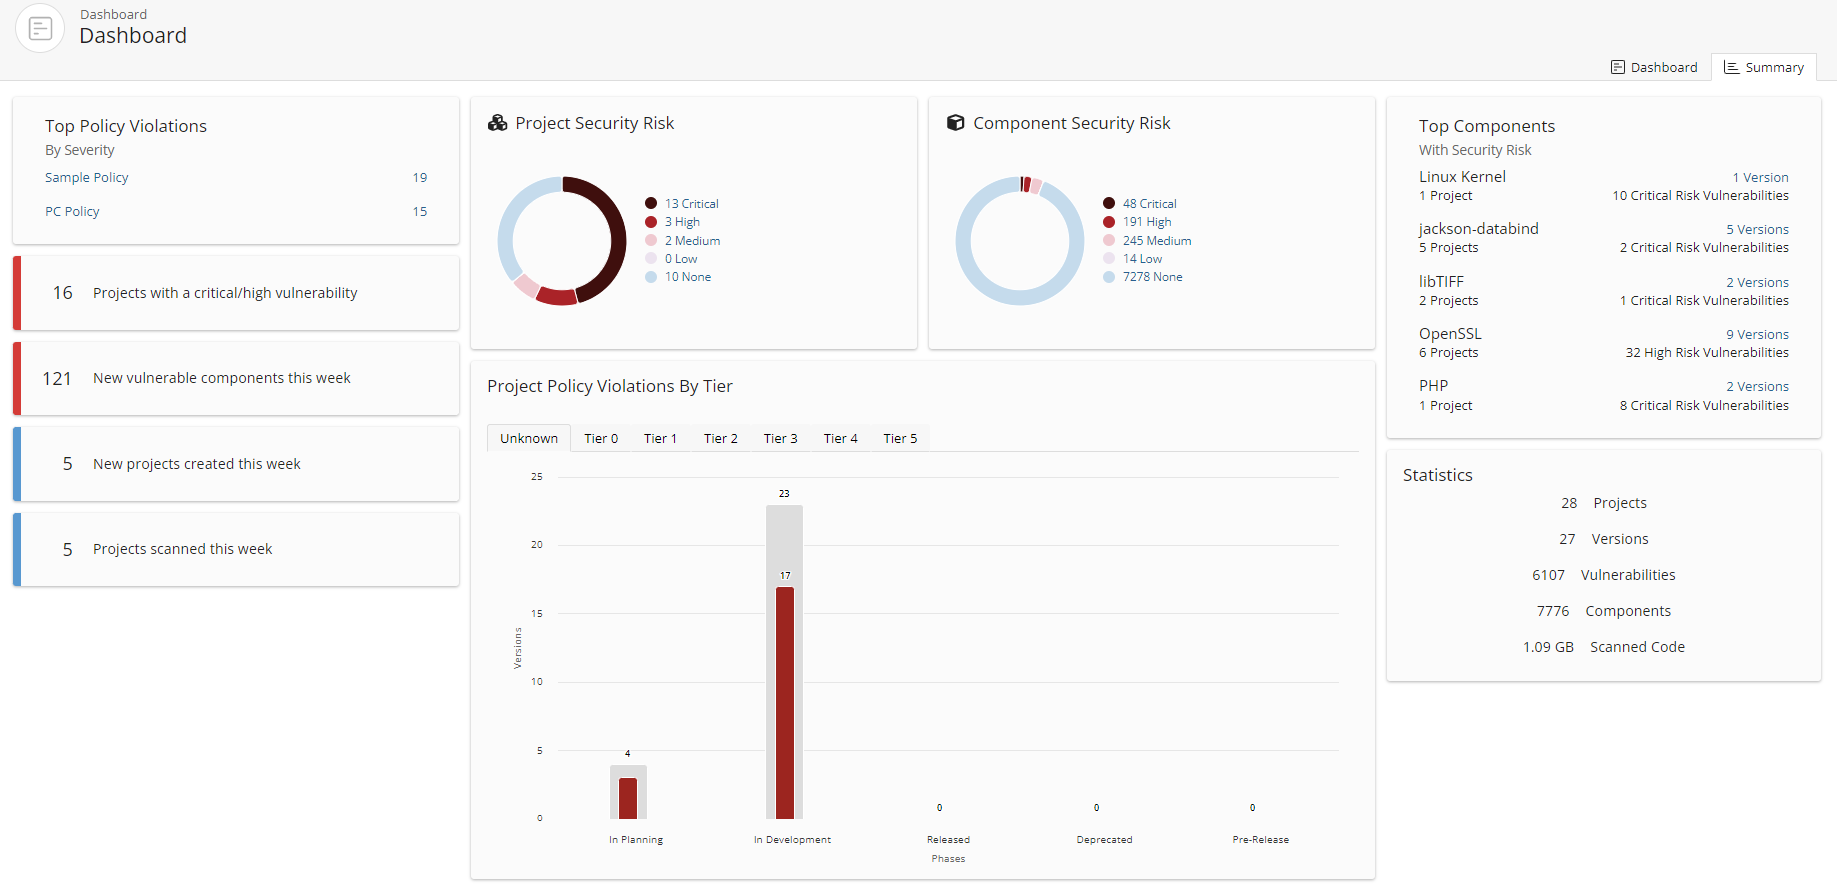 Dashboard
Dashboard
Dashboard
Summary
Top Policy Violations
By Severity
Sample Policy 19
PC Policy 15
16 Projects with a critical/high vulnerability
121 New vulnerable components this week
5 New projects created this week
5 Projects scanned this week
Project Security Risk
13 Critical
3 High
2 Medium
0 Low
10 None
Component Security Risk
48 Critical
191 High
245 Medium
14 Low
7278 None
Project Policy Violations By Tier
Unknown Tier 0 Tier 1 Tier 2 Tier 3 Tier 4 Tier 5
25
20
15
10
5
0
Versions
4
23
17
0
0
0
In Planning In Development Released Deprecated Pre-Release
Phases
Top Components
With Security Risk
Linux Kernel 1 Version
1 Project 10 Critical Risk Vulnerabilities
jackson-databind 5 Versions
5 Projects 2 Critical Risk Vulnerabilities
libTIFF 2 Versions
2 Projects 1 Critical Risk Vulnerabilities
OpenSSL 9 Versions
6 Projects 32 High Risk Vulnerabilities
PHP 2 Versions
1 Project 8 Critical Risk Vulnerabilities
Statistics
28 Projects
27 Versions
6107 Vulnerabilities
7776 Components
1.09 GB Scanned Code